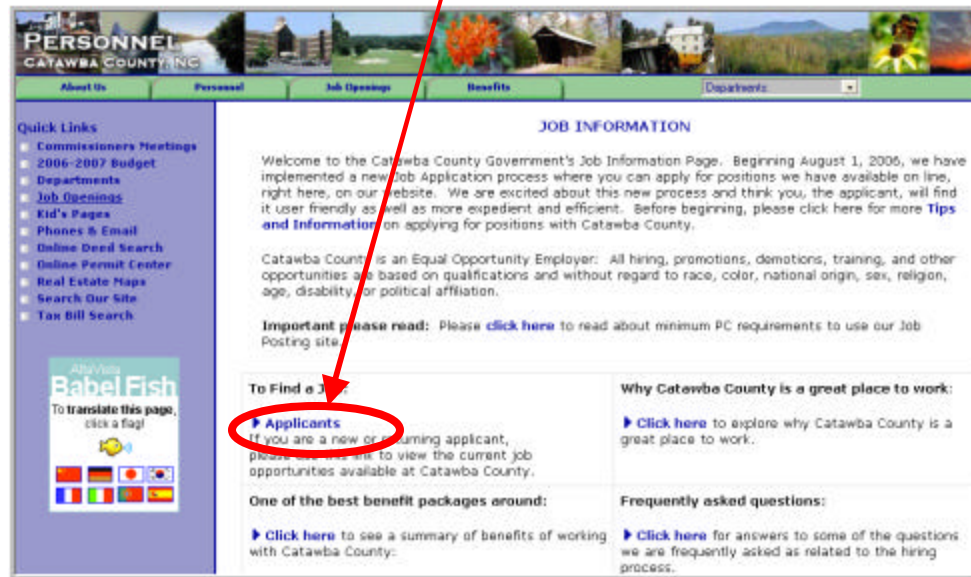 PERSONNEL
CATAWBA COUNTY, NC
About Us Personnel Job Openings Benefits Departments
Quick Links
Commissioners Meetings
2006-2007 Budget
Departments
Job Openings
Kid's Pages
Phones & Email
Online Deed Search
Online Permit Center
Real Estate Maps
Search Our Site
Tax Bill Search
AltaVista
Babel Fish
To translate this page,
click a flag!
JOB INFORMATION
Welcome to the Catawba County Government's Job Information Page. Beginning August 1, 2006, we have
implemented a new Job Application process where you can apply for positions we have available on line,
right here, on our website. We are excited about this new process and think you, the applicant, will find
it user friendly as well as more expedient and efficient. Before beginning, please click here for more Tips
and Information on applying for positions with Catawba County.
Catawba County is an Equal Opportunity Employer: All hiring, promotions, demotions, training, and other
opportunities are based on qualifications and without regard to race, color, national origin, sex, religion,
age, disability, or political affiliation.
Important please read: Please click here to read about minimum PC requirements to use our Job
Posting site.
To Find a Job:
Applicants
If you are a new or returning applicant,
please use this link to view the current job
opportunities available at Catawba County.
Why Catawba County is a great place to work:
Click here to explore why Catawba County is a
great place to work.
One of the best benefit packages around:
Click here to see a summary of benefits of working
with Catawba County:
Frequently asked questions:
Click here for answers to some of the questions
we are frequently asked as related to the hiring
process.